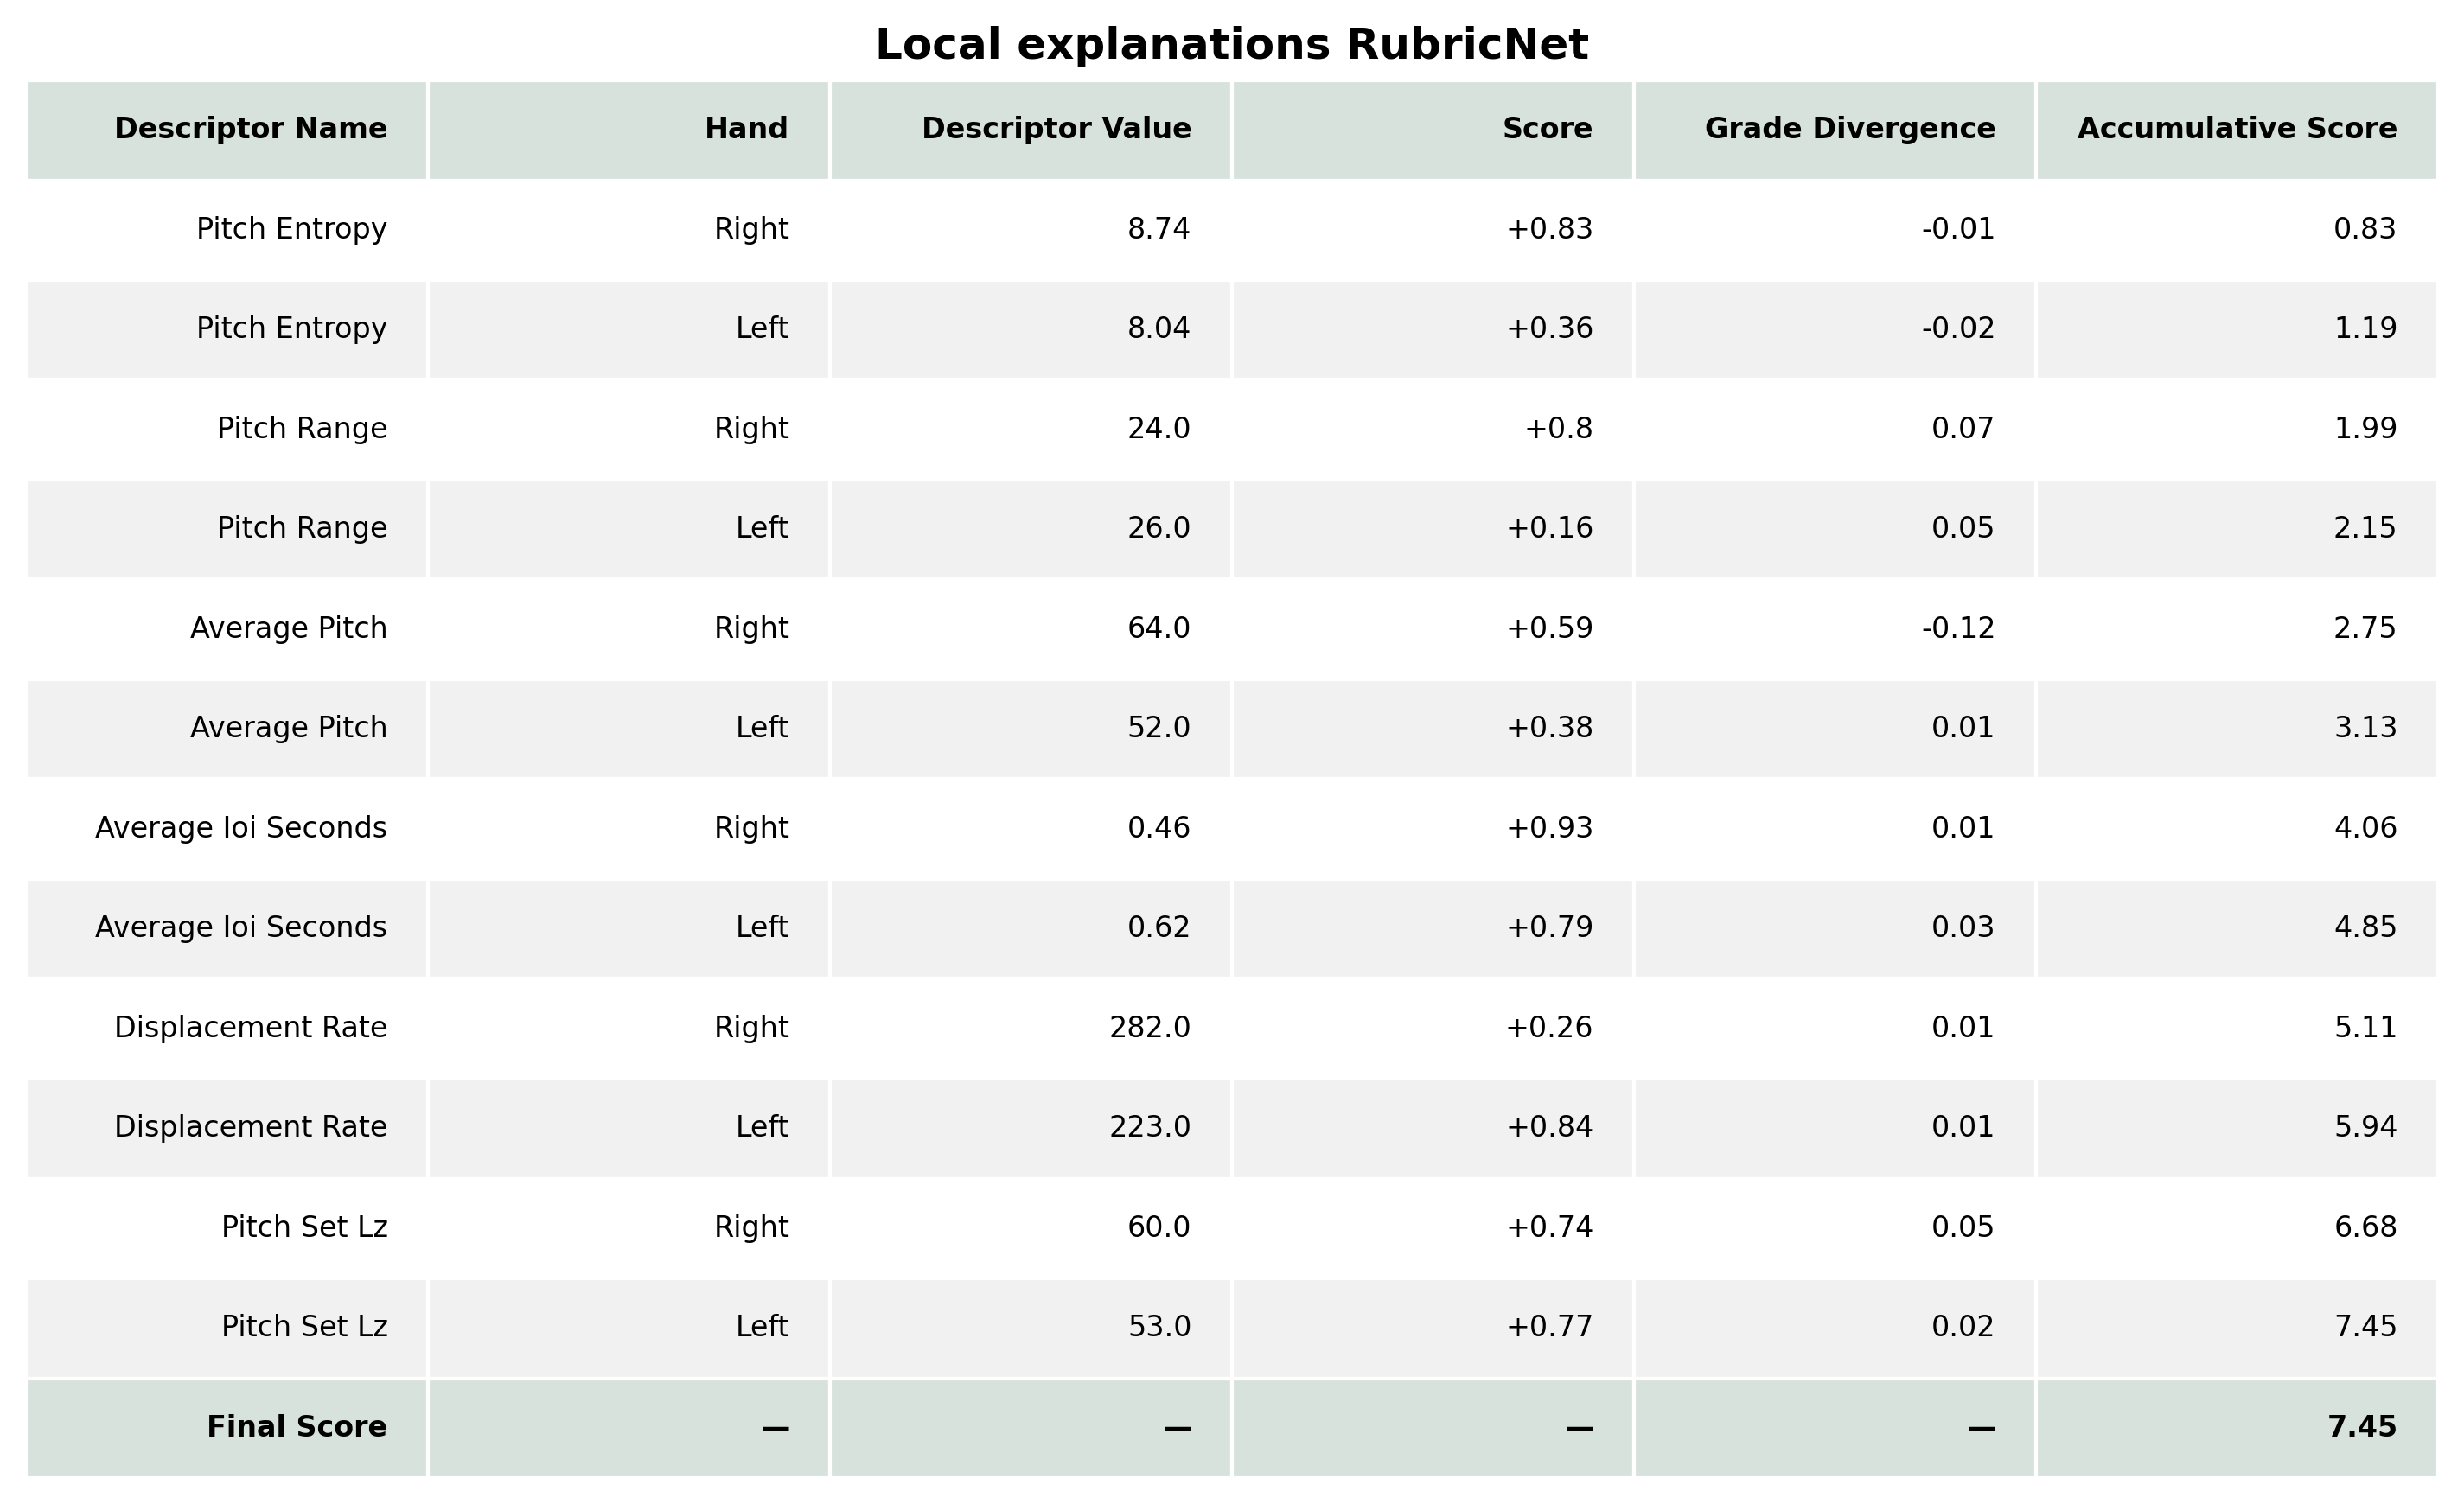 Local explanations RubricNet
Descriptor Name Hand Descriptor Value Score Grade Divergence Accumulative Score
Pitch Entropy Right 8.74 +0.83 -0.01 0.83
Pitch Entropy Left 8.04 +0.36 -0.02 1.19
Pitch Range Right 24.0 +0.8 0.07 1.99
Pitch Range Left 26.0 +0.16 0.05 2.15
Average Pitch Right 64.0 +0.59 -0.12 2.75
Average Pitch Left 52.0 +0.38 0.01 3.13
Average Ioi Seconds Right 0.46 +0.93 0.01 4.06
Average Ioi Seconds Left 0.62 +0.79 0.03 4.85
Displacement Rate Right 282.0 +0.26 0.01 5.11
Displacement Rate Left 223.0 +0.84 0.01 5.94
Pitch Set Lz Right 60.0 +0.74 0.05 6.68
Pitch Set Lz Left 53.0 +0.77 0.02 7.45
Final Score — — — — 7.45